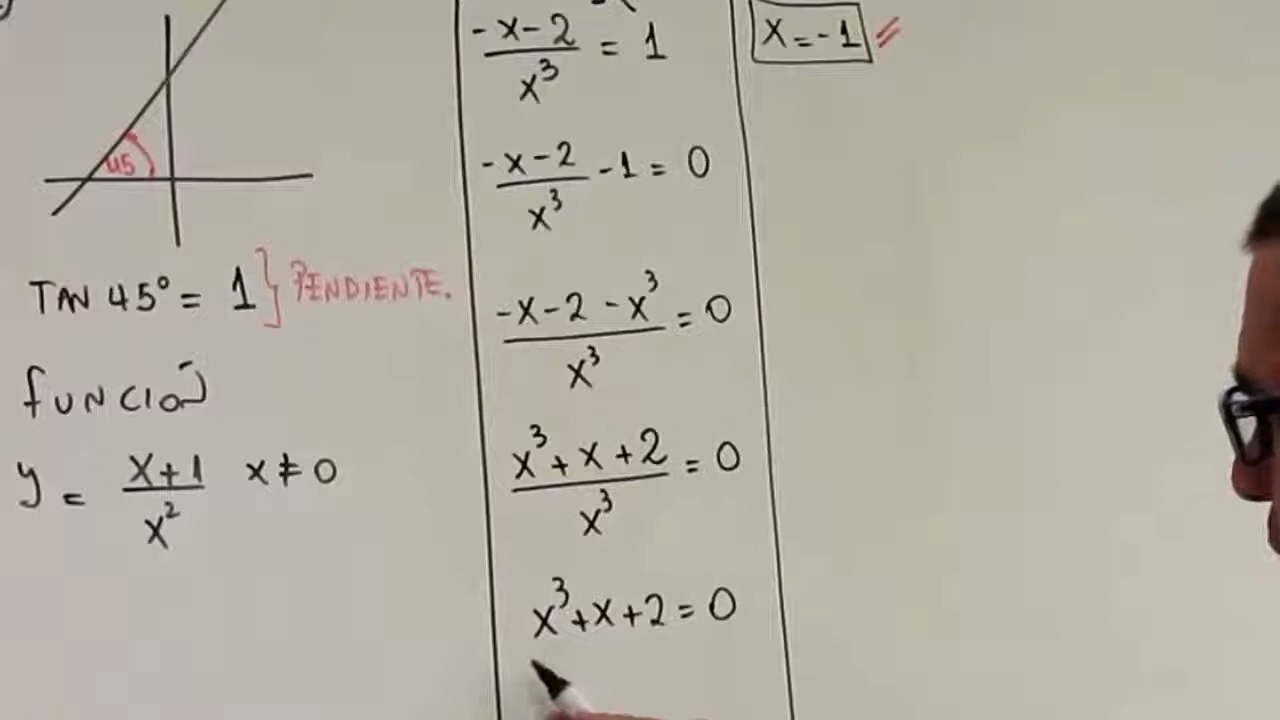 45
TAN 45° = 1 } PENDIENTE.
FUNCIÓN
y = x+1/x² x ≠ 0
-x-2/x³ = 1
-x-2/x³ -1 = 0
-x-2-x³/x³ = 0
x³+x+2/x³ = 0
x³+x+2 = 0
x = -1